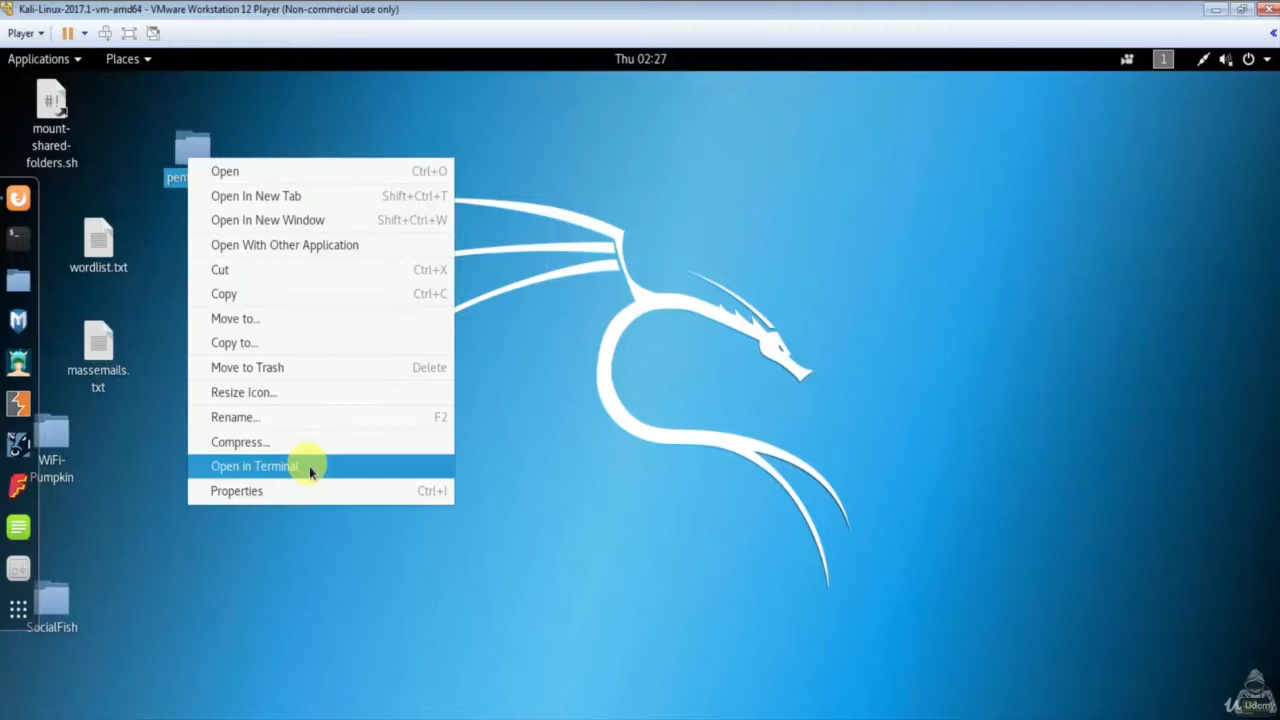 Kali-Linux-2017.1-vm-amd64 - VMware Workstation 12 Player (Non-commercial use only)
Player
Applications
Places
Thu 02:27
1
#!
mount-
shared-
folders.sh
Open Ctrl+O
Open In New Tab Shift+Ctrl+T
Open In New Window Shift+Ctrl+W
Open With Other Application
Cut Ctrl+X
Copy Ctrl+C
Move to...
Copy to...
Move to Trash Delete
Resize Icon...
Rename... F2
Compress...
Open in Terminal
Properties Ctrl+I
wordlist.txt
massemails.
txt
WiFi-
Pumpkin
SocialFish
Udemy